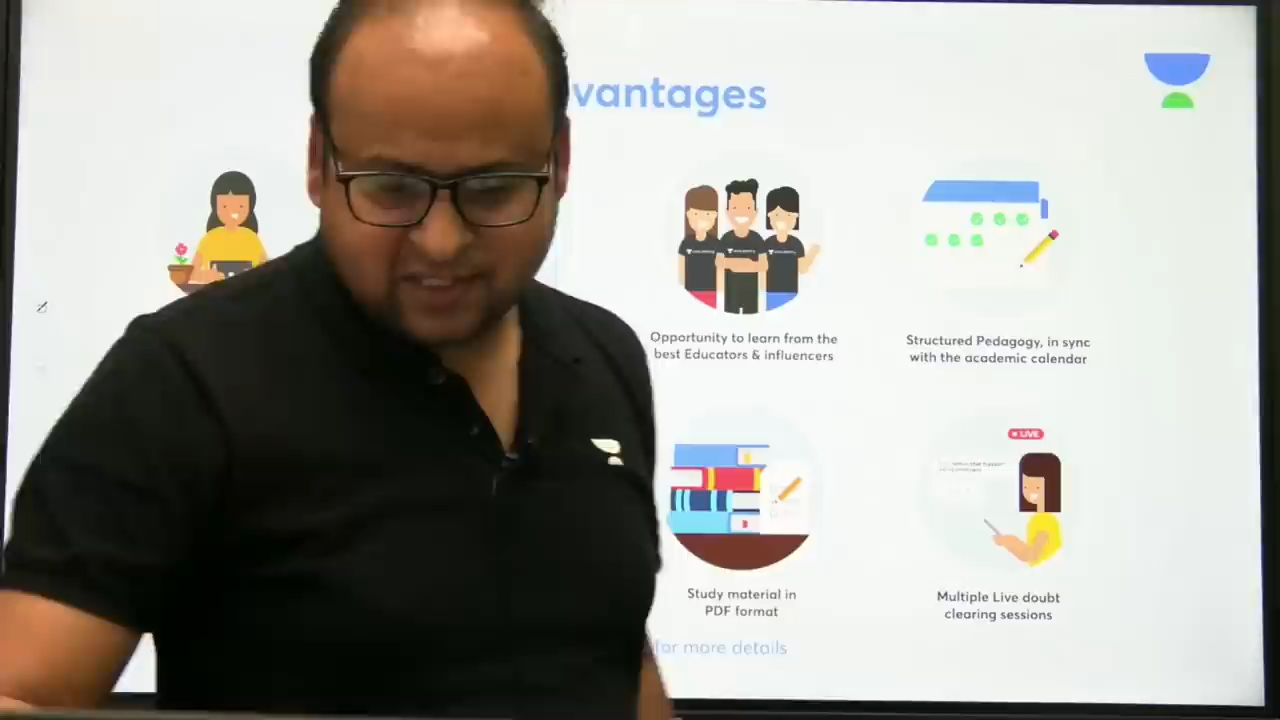 vantages
Opportunity to learn from the
best Educators & influencers
Structured Pedagogy, in sync
with the academic calendar
LIVE
Study material in
PDF format
Multiple Live doubt
clearing sessions
for more details